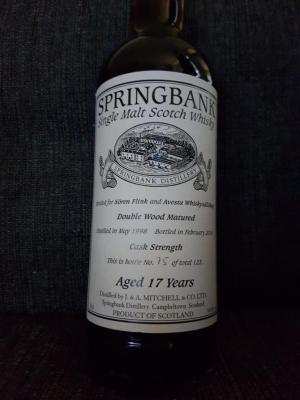 SPRINGBANK
Single Malt Scotch Whisky
SPRINGBANK DISTILLERY
for Sören Flink and Avesta
Double Wood Matured
Distilled in May 1998 Bottled in February
Cask Strength
This is bottle No. 75 of total 123.
Aged 17 Years
Distilled by J. & A. MITCHELL & CO. LTD.
Springbank Distillery Campbeltown Scotland
PRODUCT OF SCOTLAND